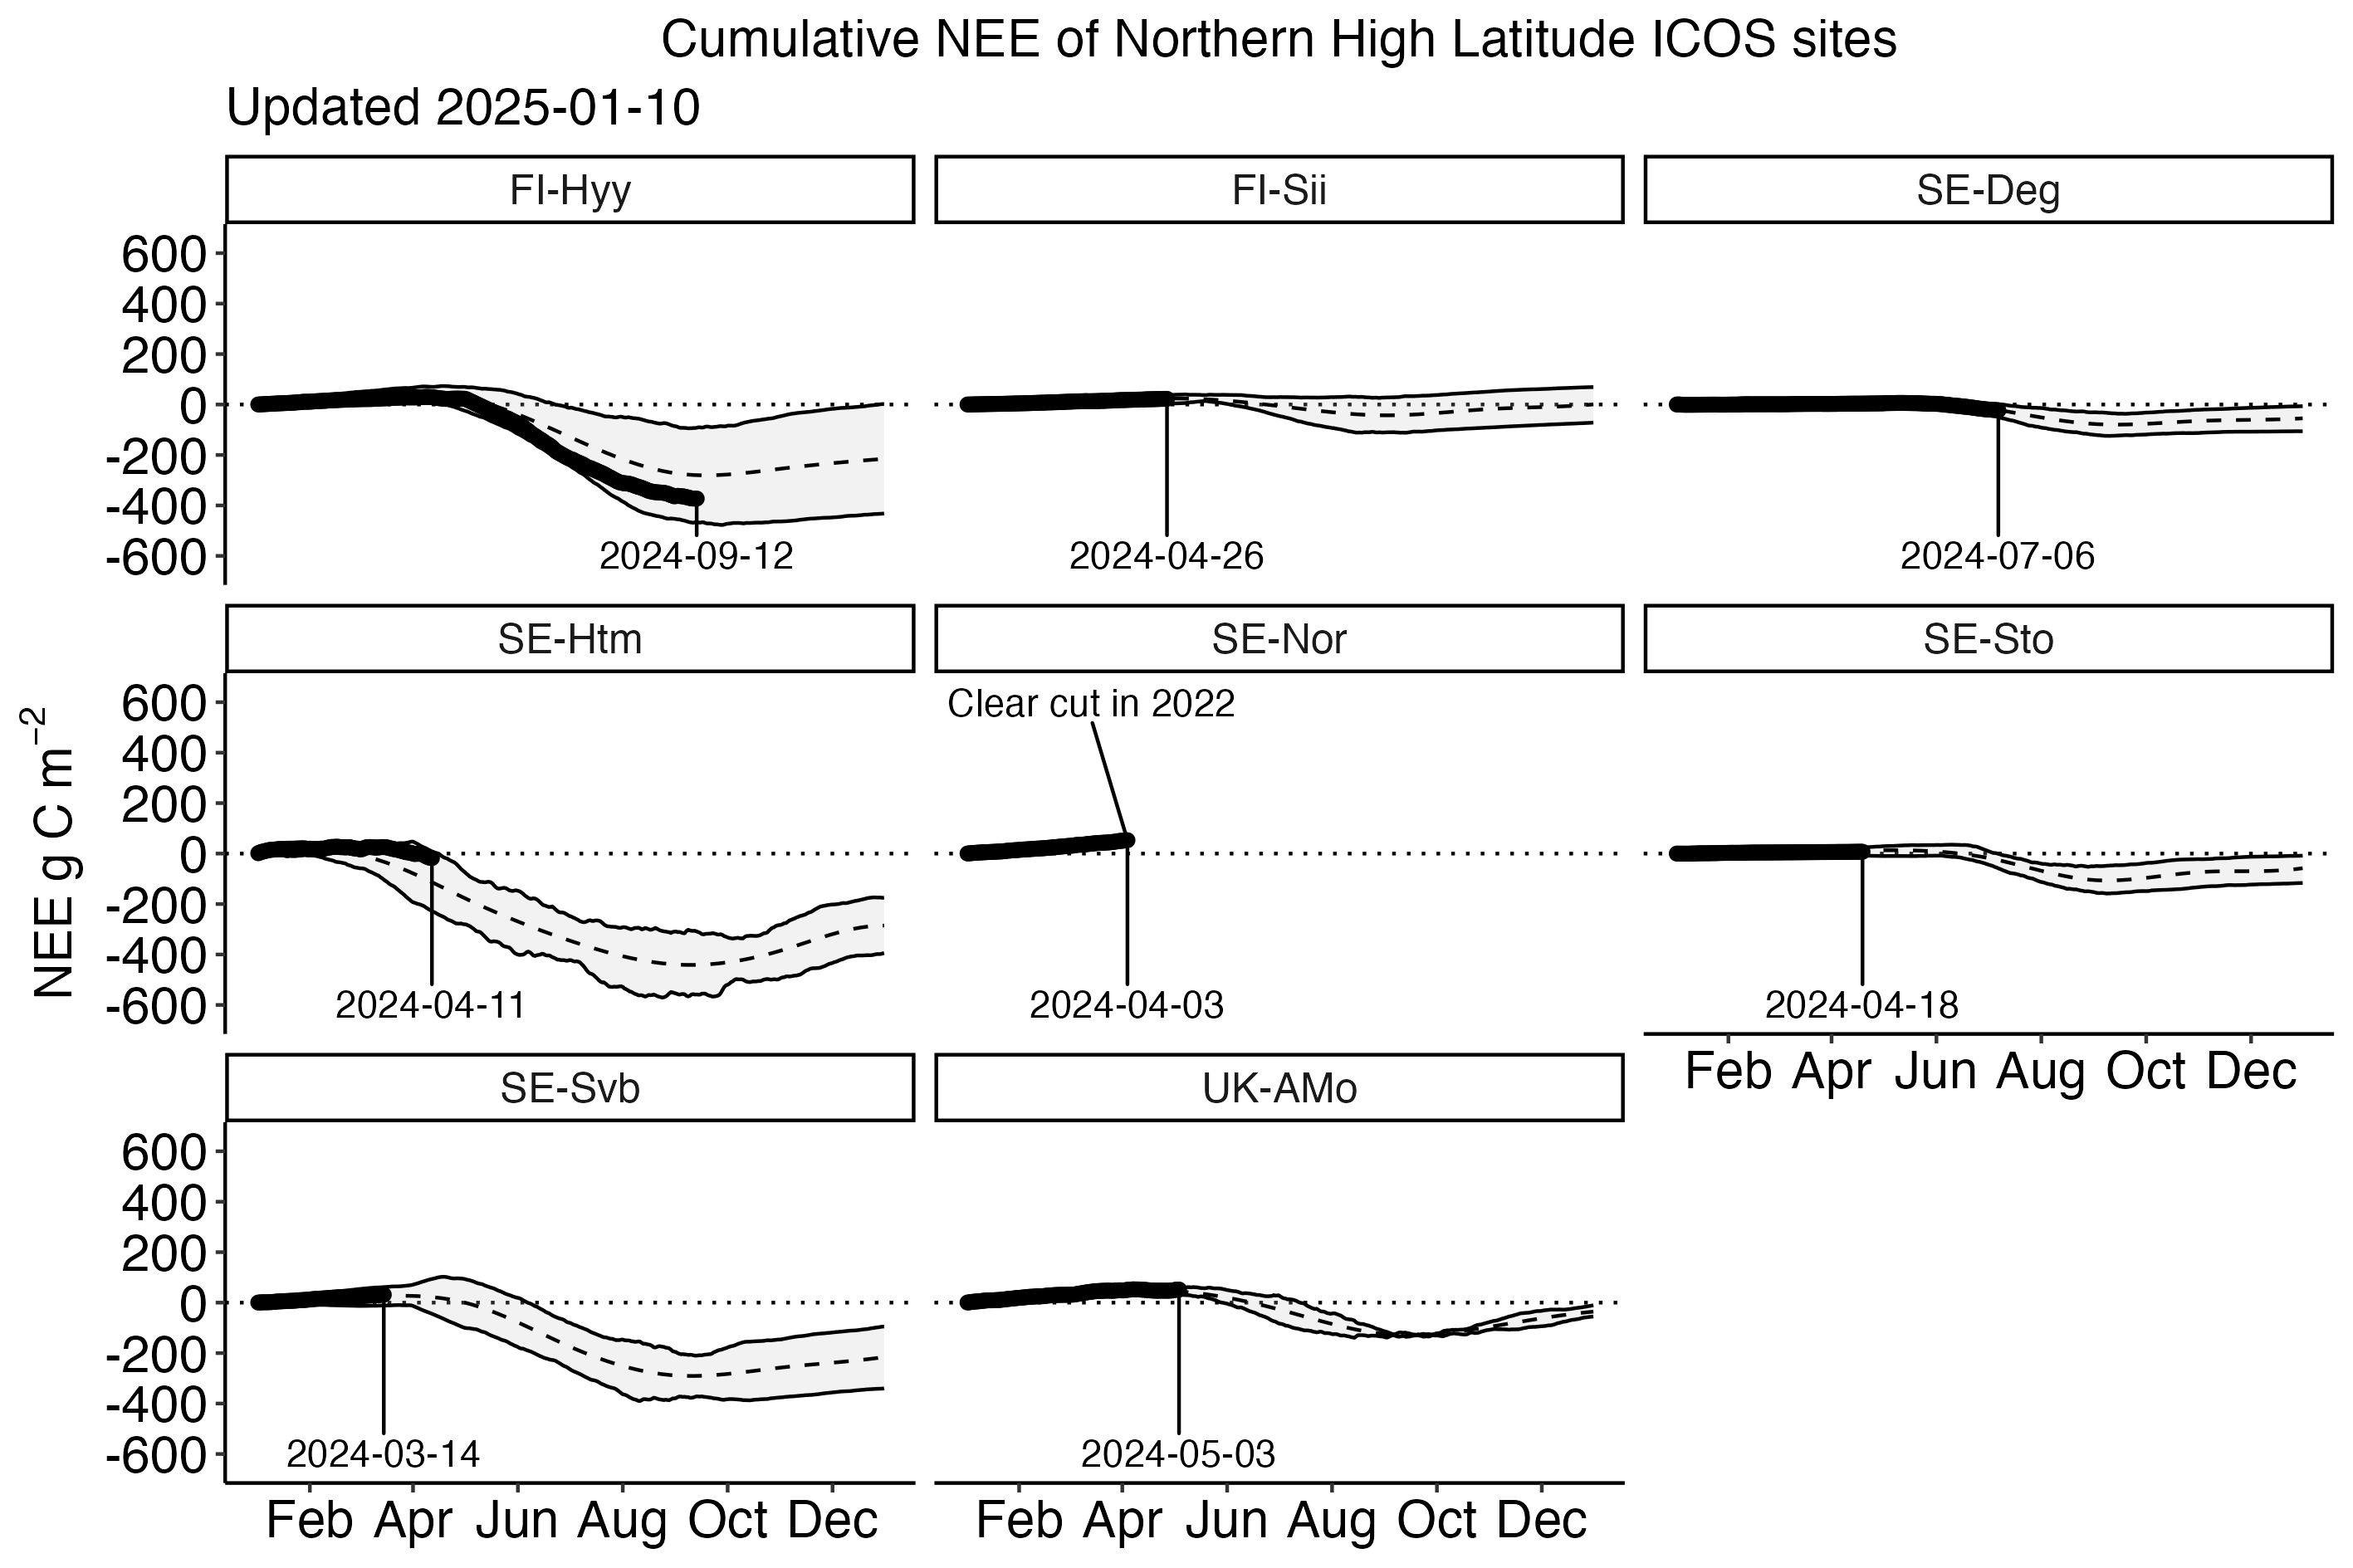 Cumulative NEE of Northern High Latitude ICOS sites
Updated 2025-01-10
FI-Hyy
FI-Sii
SE-Deg
600
400
200
0
-200
-400
-600
2024-09-12
2024-04-26
2024-07-06
SE-Htm
SE-Nor
SE-Sto
NEE g C m⁻²
600
400
200
0
-200
-400
-600
Clear cut in 2022
2024-04-11
2024-04-03
2024-04-18
Feb Apr Jun Aug Oct Dec
SE-Svb
UK-AMo
600
400
200
0
-200
-400
-600
2024-03-14
2024-05-03
Feb Apr Jun Aug Oct Dec
Feb Apr Jun Aug Oct Dec